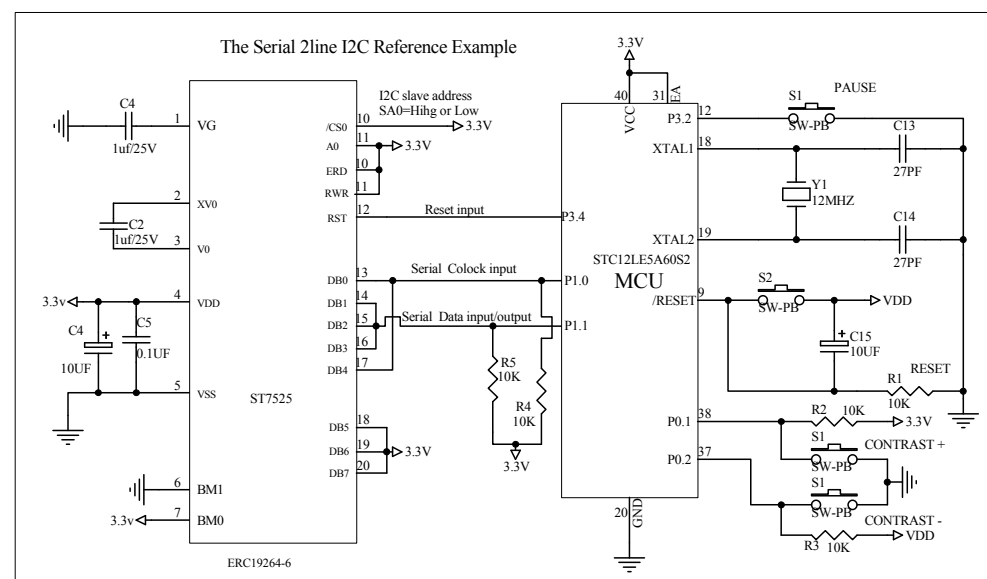 The Serial 2line I2C Reference Example
C4
1uf/25V
1
VG
2
XV0
C2
1uf/25V
3
V0
3.3v
4
VDD
C4
+
10UF
C5
0.1UF
5
VSS
ST7525
6
BM1
3.3v
7
BM0
ERC19264-6
I2C slave address
SA0=Hihg or Low
/CS0
10
3.3V
A0
11
3.3V
ERD
10
RWR
11
RST
12
Reset input
P3.4
DB0
13
Serial Colock input
P1.0
DB1
14
DB2
15
Serial Data input/output
P1.1
DB3
16
DB4
17
R5
10K
R4
10K
3.3V
DB5
18
DB6
19
3.3V
DB7
20
3.3V
40
31
VCC
EA
STC12LE5A60S2
MCU
20
GND
P3.2
12
S1
PAUSE
SW-PB
XTAL1
18
C13
27PF
Y1
12MHZ
XTAL2
19
C14
27PF
/RESET
9
S2
SW-PB
VDD
+
C15
10UF
RESET
R1
10K
P0.1
38
R2
10K
3.3V
S1
CONTRAST +
SW-PB
P0.2
37
S1
SW-PB
CONTRAST -
R3
10K
VDD